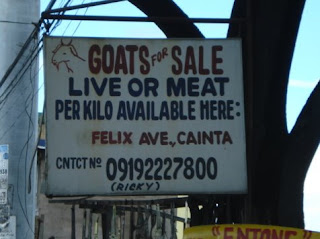 GOATS FOR SALE
LIVE OR MEAT
PER KILO AVAILABLE HERE:
FELIX AVE., CAINTA
CNTCT Nº 09192227800
(RICKY)